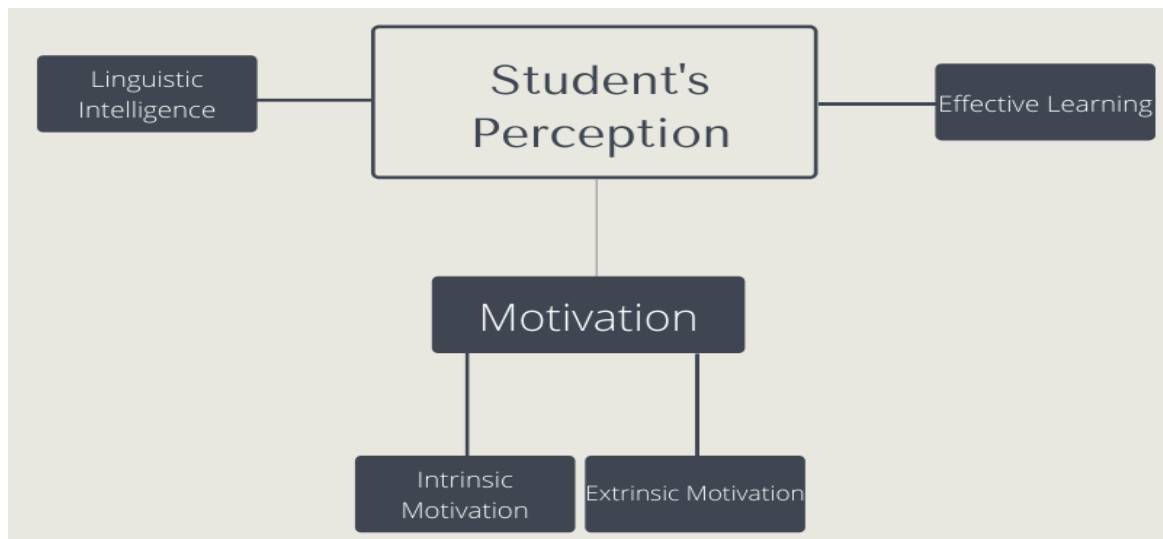 Linguistic
Intelligence
Student's
Perception
Effective Learning
Motivation
Intrinsic
Motivation
Extrinsic Motivation